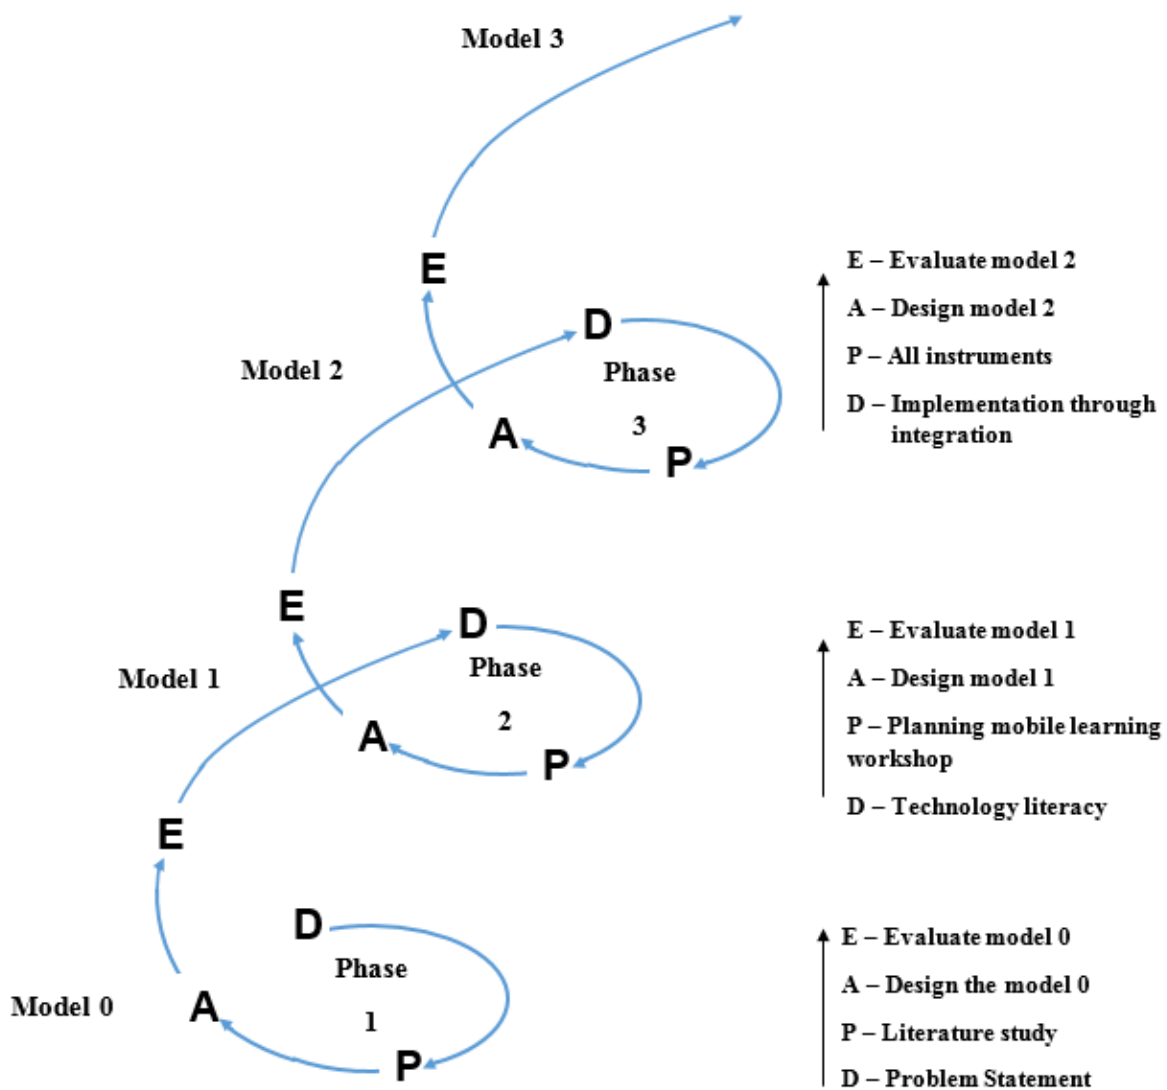 Model 3
E
E – Evaluate model 2
A – Design model 2
P – All instruments
D – Implementation through
integration
D
Phase
3
Model 2
A
P
E
E – Evaluate model 1
A – Design model 1
P – Planning mobile learning
workshop
D – Technology literacy
D
Phase
2
Model 1
A
P
E
E – Evaluate model 0
A – Design the model 0
P – Literature study
D – Problem Statement
D
Phase
1
Model 0
A
P